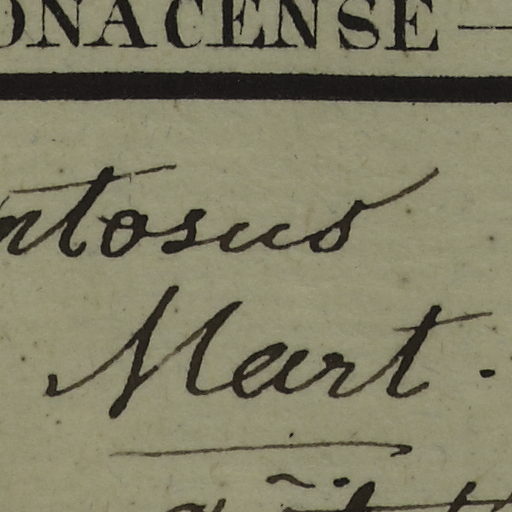 ONACENSE —
ntosus
Mart.